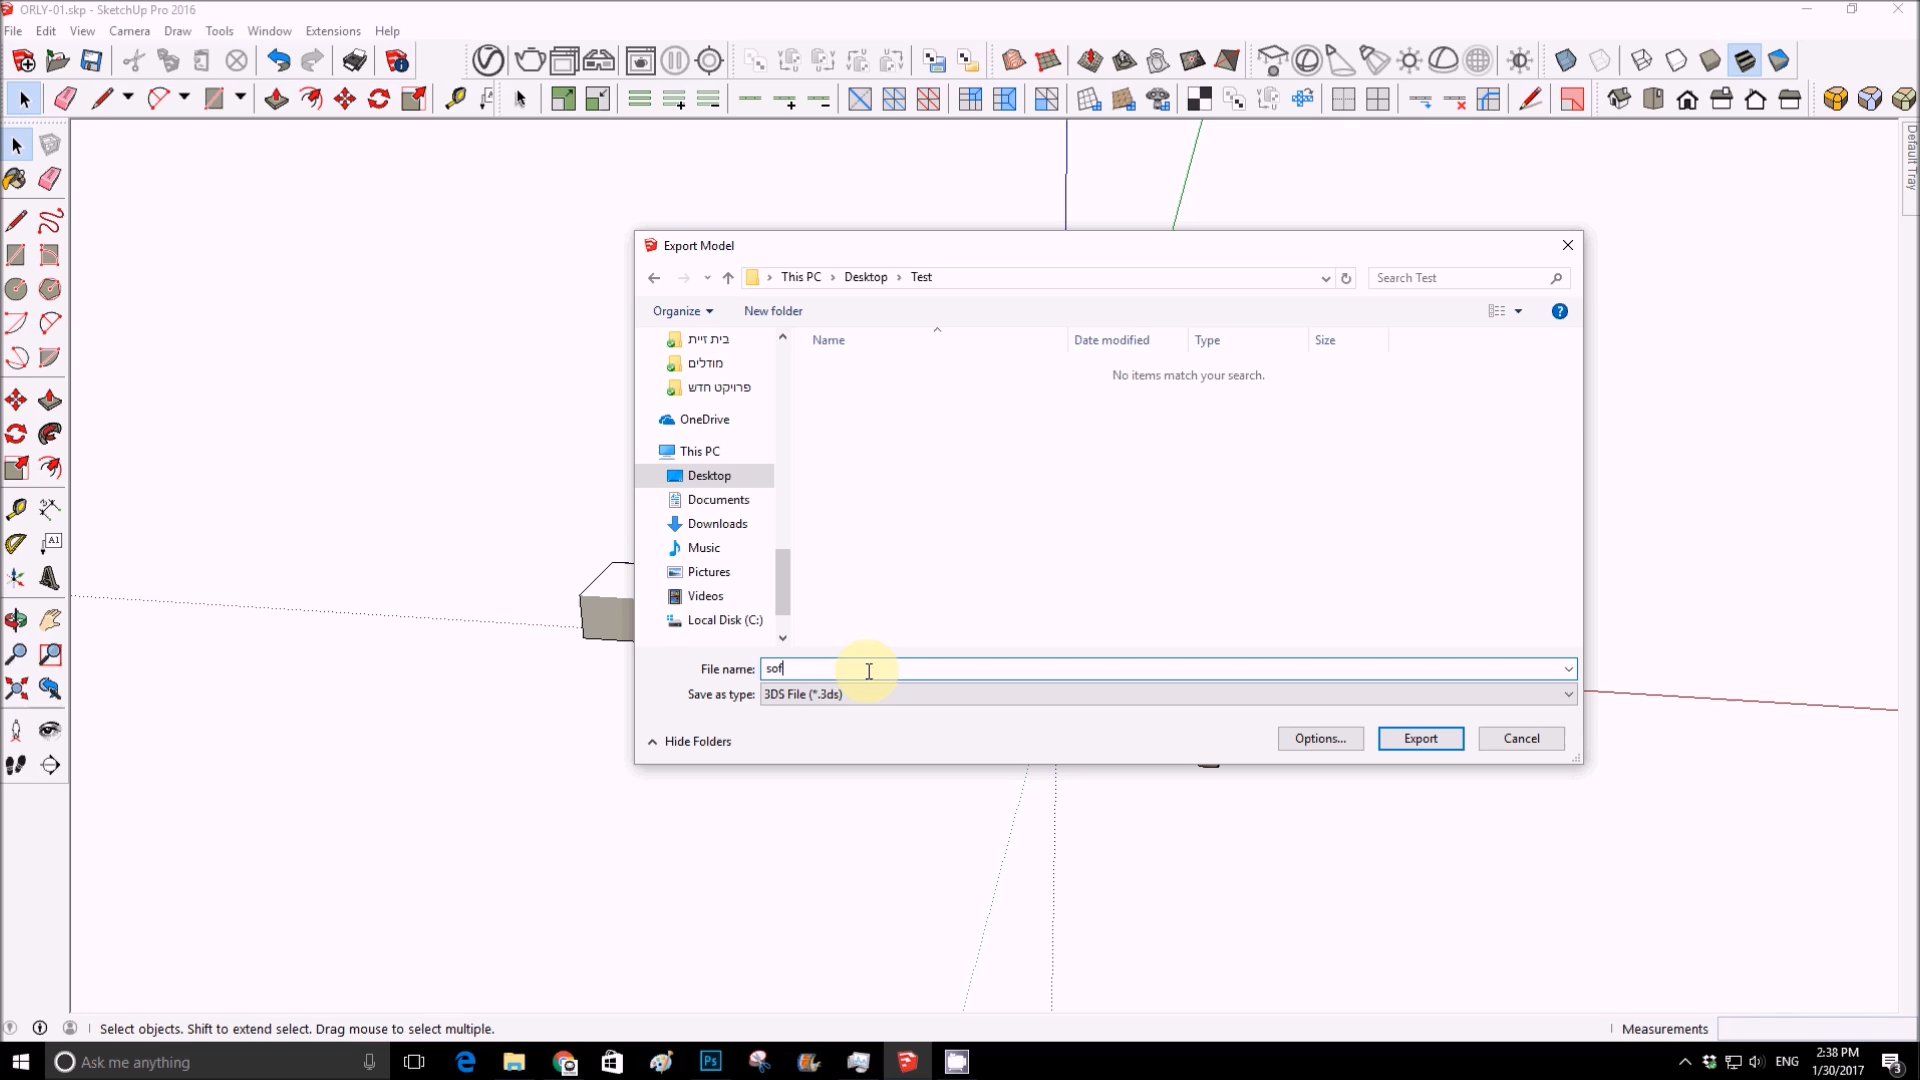 ORLY-01.skp - SketchUp Pro 2016
File Edit View Camera Draw Tools Window Extensions Help
Default Tray
Export Model
This PC › Desktop › Test
Search Test
Organize New folder
Name Date modified Type Size
No items match your search.
בית זיית
מודלים
פרויקט חדש
OneDrive
This PC
Desktop
Documents
Downloads
Music
Pictures
Videos
Local Disk (C:)
File name: sof
Save as type: 3DS File (*.3ds)
Hide Folders
Options... Export Cancel
A1
Select objects. Shift to extend select. Drag mouse to select multiple.
Measurements
Ask me anything
Ps
ENG
2:38 PM
1/30/2017
3